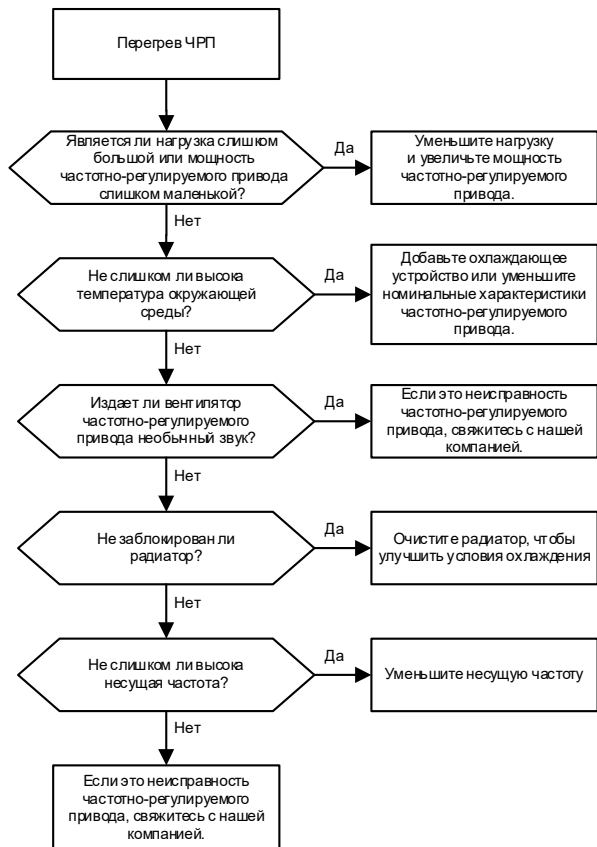 Перегрев ЧРП
Является ли нагрузка слишком
большой или мощность
частотно-регулируемого привода
слишком маленькой?
Да
Уменьшите нагрузку
и увеличьте мощность
частотно-регулируемого
привода.
Нет
Не слишком ли высока
температура окружающей
среды?
Да
Добавьте охлаждающее
устройство или уменьшите
номинальные характеристики
частотно-регулируемого
привода.
Нет
Издает ли вентилятор
частотно-регулируемого
привода необычный звук?
Да
Если это неисправность
частотно-регулируемого
привода, свяжитесь с нашей
компанией.
Нет
Не заблокирован ли
радиатор?
Да
Очистите радиатор, чтобы
улучшить условия охлаждения
Нет
Не слишком ли высока
несущая частота?
Да
Уменьшите несущую частоту
Нет
Если это неисправность
частотно-регулируемого
привода, свяжитесь с нашей
компанией.